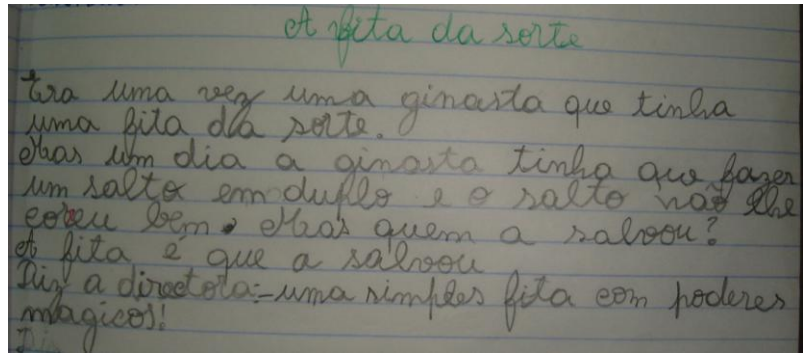 A fita da sorte
Era uma vez uma ginasta que tinha
uma fita da sorte.
Mas um dia a ginasta tinha que fazer
um salto em duplo e o salto não lhe
coreu bem. Mas quem a salvou?
A fita é que a salvou
Diz a directora:-uma simples fita com poderes
magicos!